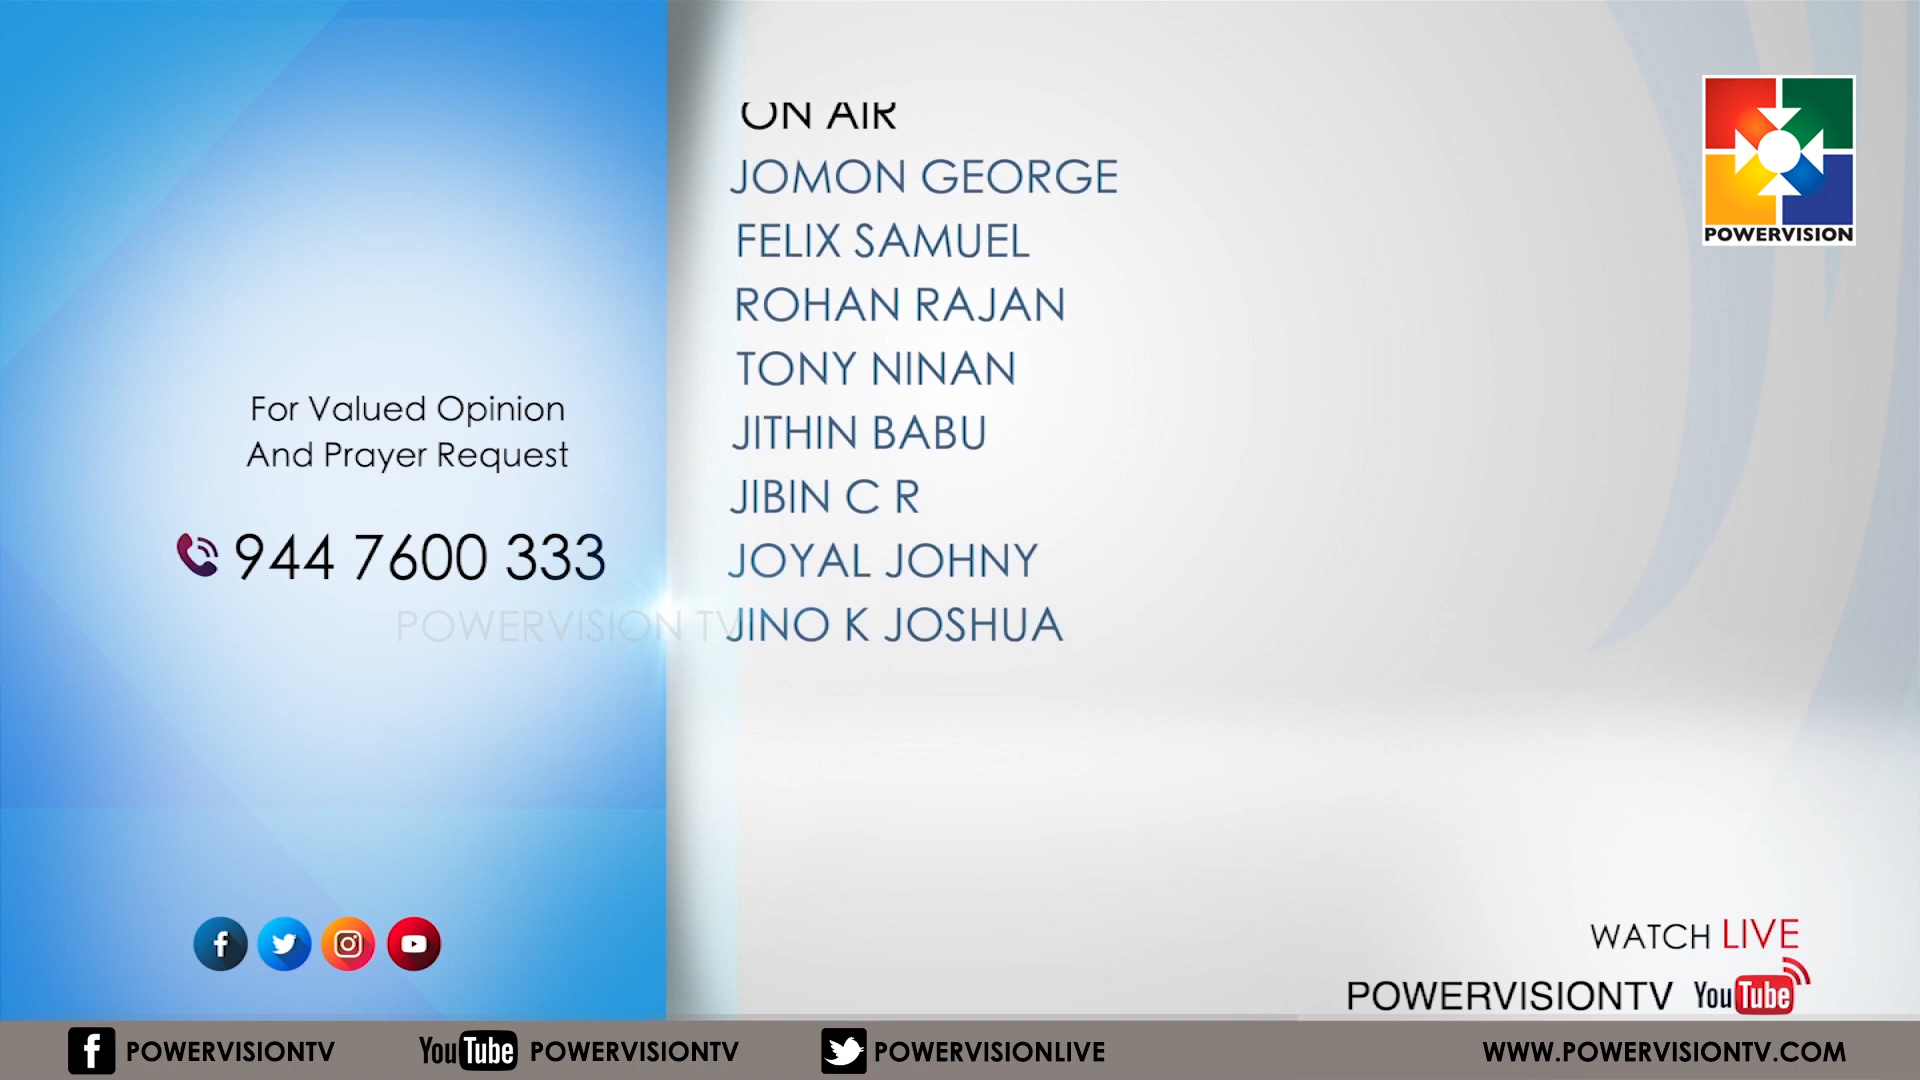 ON AIR
JOMON GEORGE
FELIX SAMUEL
ROHAN RAJAN
TONY NINAN
JITHIN BABU
JIBIN C R
JOYAL JOHNY
JINO K JOSHUA
For Valued Opinion
And Prayer Request
944 7600 333
POWERVISION TV
POWERVISION
WATCH LIVE
POWERVISIONTV YouTube
POWERVISIONTV YouTube POWERVISIONTV POWERVISIONLIVE WWW.POWERVISIONTV.COM